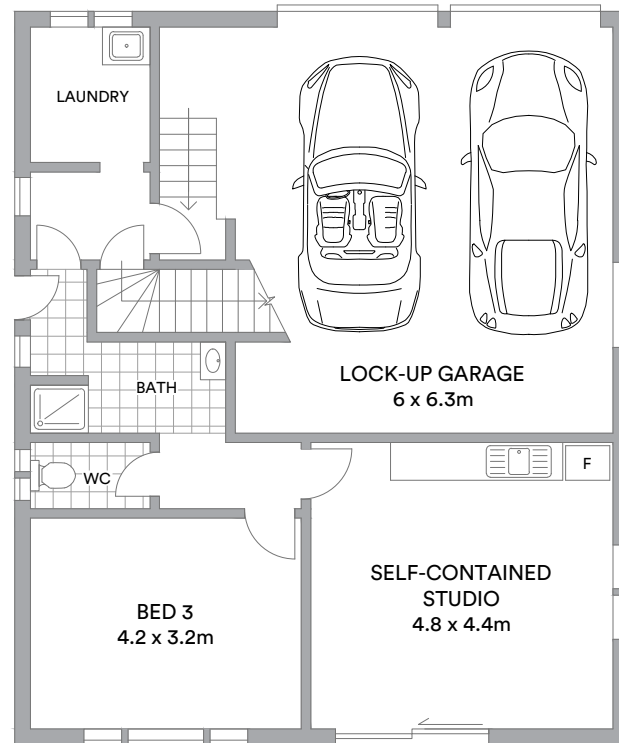 LAUNDRY
LOCK-UP GARAGE
6 x 6.3m
BATH
WC
F
SELF-CONTAINED
STUDIO
4.8 x 4.4m
BED 3
4.2 x 3.2m